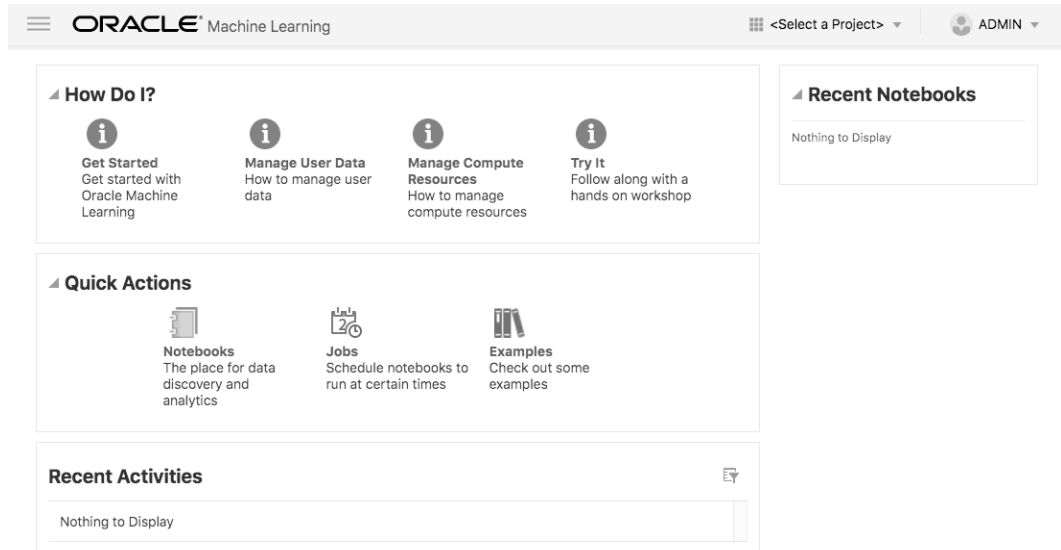 ORACLE® Machine Learning
<Select a Project>
ADMIN
How Do I?
Get Started
Get started with
Oracle Machine
Learning
Manage User Data
How to manage user
data
Manage Compute
Resources
How to manage
compute resources
Try It
Follow along with a
hands on workshop
Recent Notebooks
Nothing to Display
Quick Actions
Notebooks
The place for data
discovery and
analytics
2
Jobs
Schedule notebooks to
run at certain times
Examples
Check out some
examples
Recent Activities
Nothing to Display